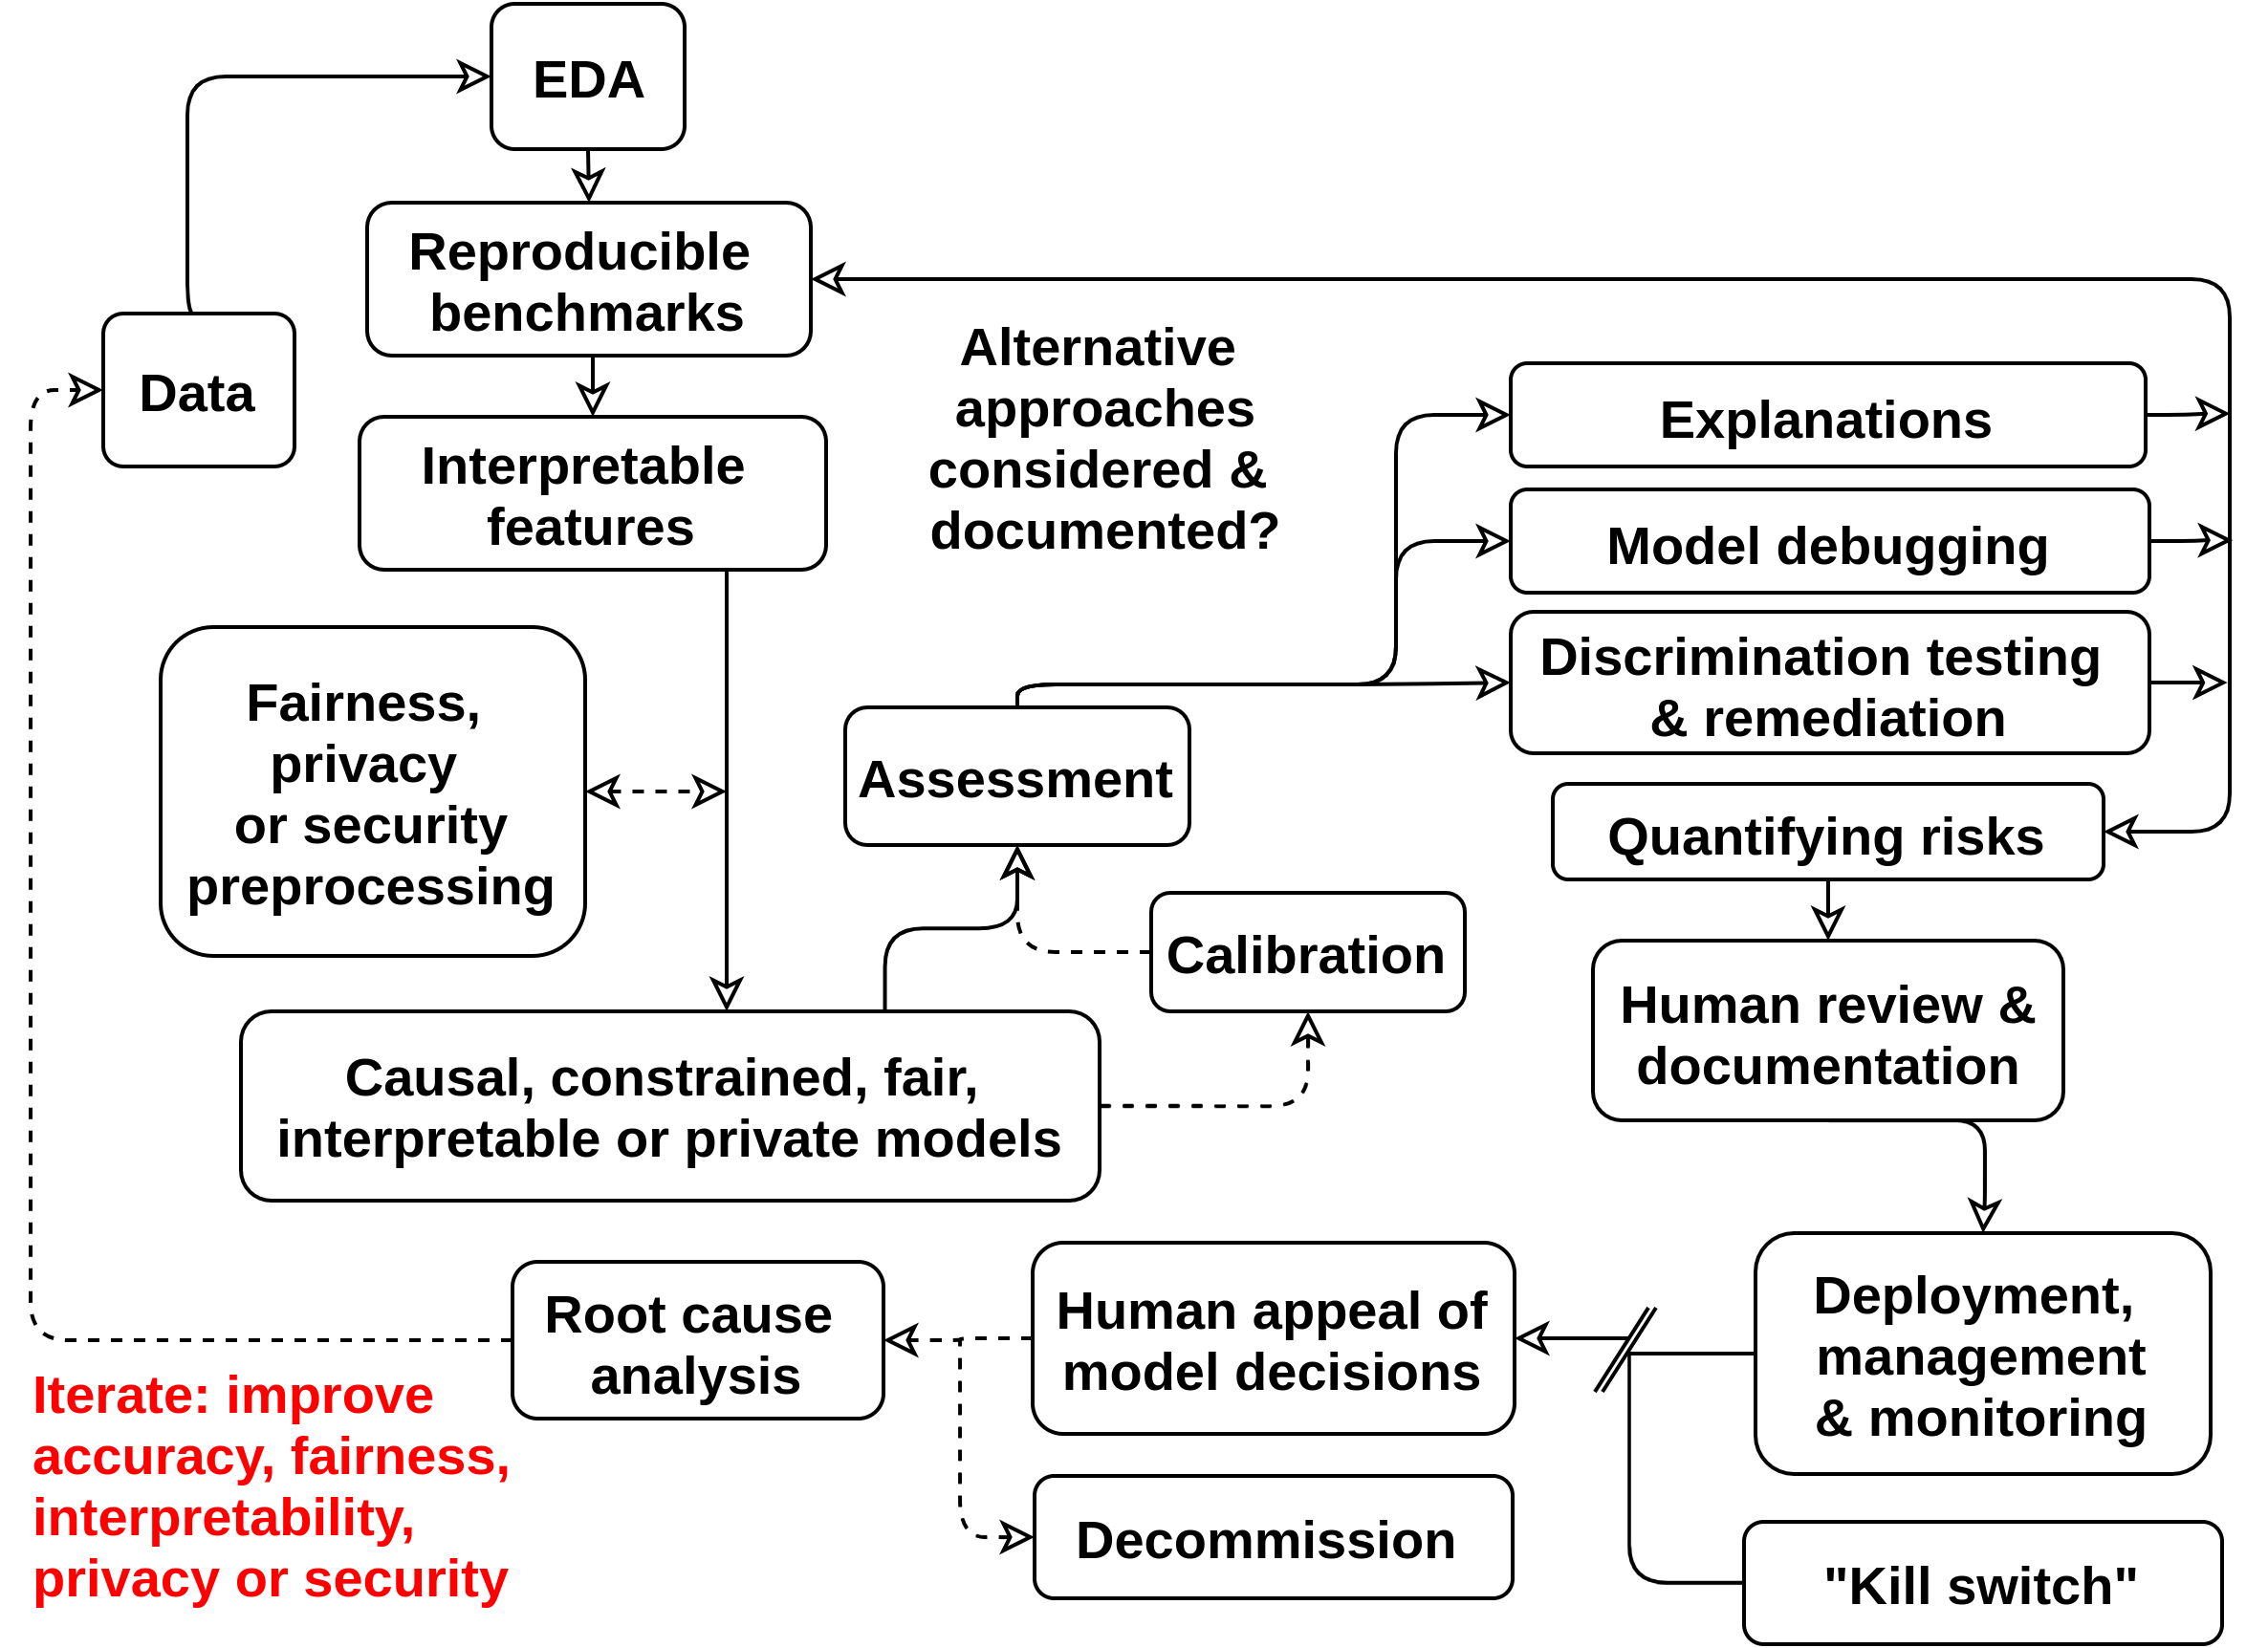 EDA
Reproducible
benchmarks
Data
Interpretable
features
Alternative
approaches
considered &
documented?
Explanations
Model debugging
Discrimination testing
& remediation
Fairness,
privacy
or security
preprocessing
Assessment
Quantifying risks
Calibration
Human review &
documentation
Causal, constrained, fair,
interpretable or private models
Deployment,
management
& monitoring
Human appeal of
model decisions
Root cause
analysis
Iterate: improve
accuracy, fairness,
interpretability,
privacy or security
Decommission
"Kill switch"